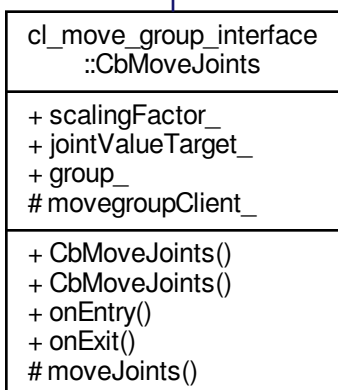 cl_move_group_interface
::CbMoveJoints
+ scalingFactor_
+ jointValueTarget_
+ group_
# movegroupClient_
+ CbMoveJoints()
+ CbMoveJoints()
+ onEntry()
+ onExit()
# moveJoints()